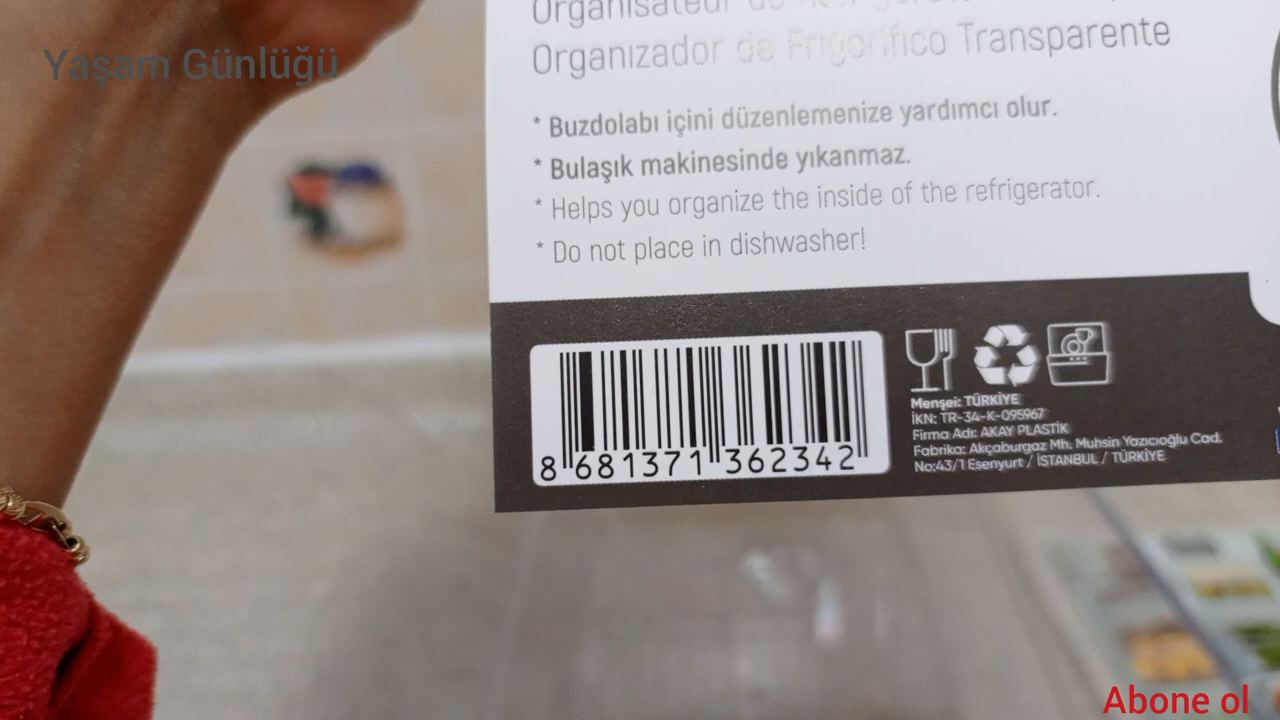 Yaşam Günlüğü
Organisateur de
Organizador de Frigorífico Transparente
* Buzdolabı içini düzenlemenize yardımcı olur.
* Bulaşık makinesinde yıkanmaz.
* Helps you organize the inside of the refrigerator.
* Do not place in dishwasher!
8 681371 362342
Menşei: TÜRKİYE
İKN: TR-34-K-095967
Firma Adı: AKAY PLASTİK
Fabrika: Akçaburgaz Mh. Muhsin Yazıcıoğlu Cad.
No:43/1 Esenyurt / İSTANBUL / TÜRKİYE
Abone ol